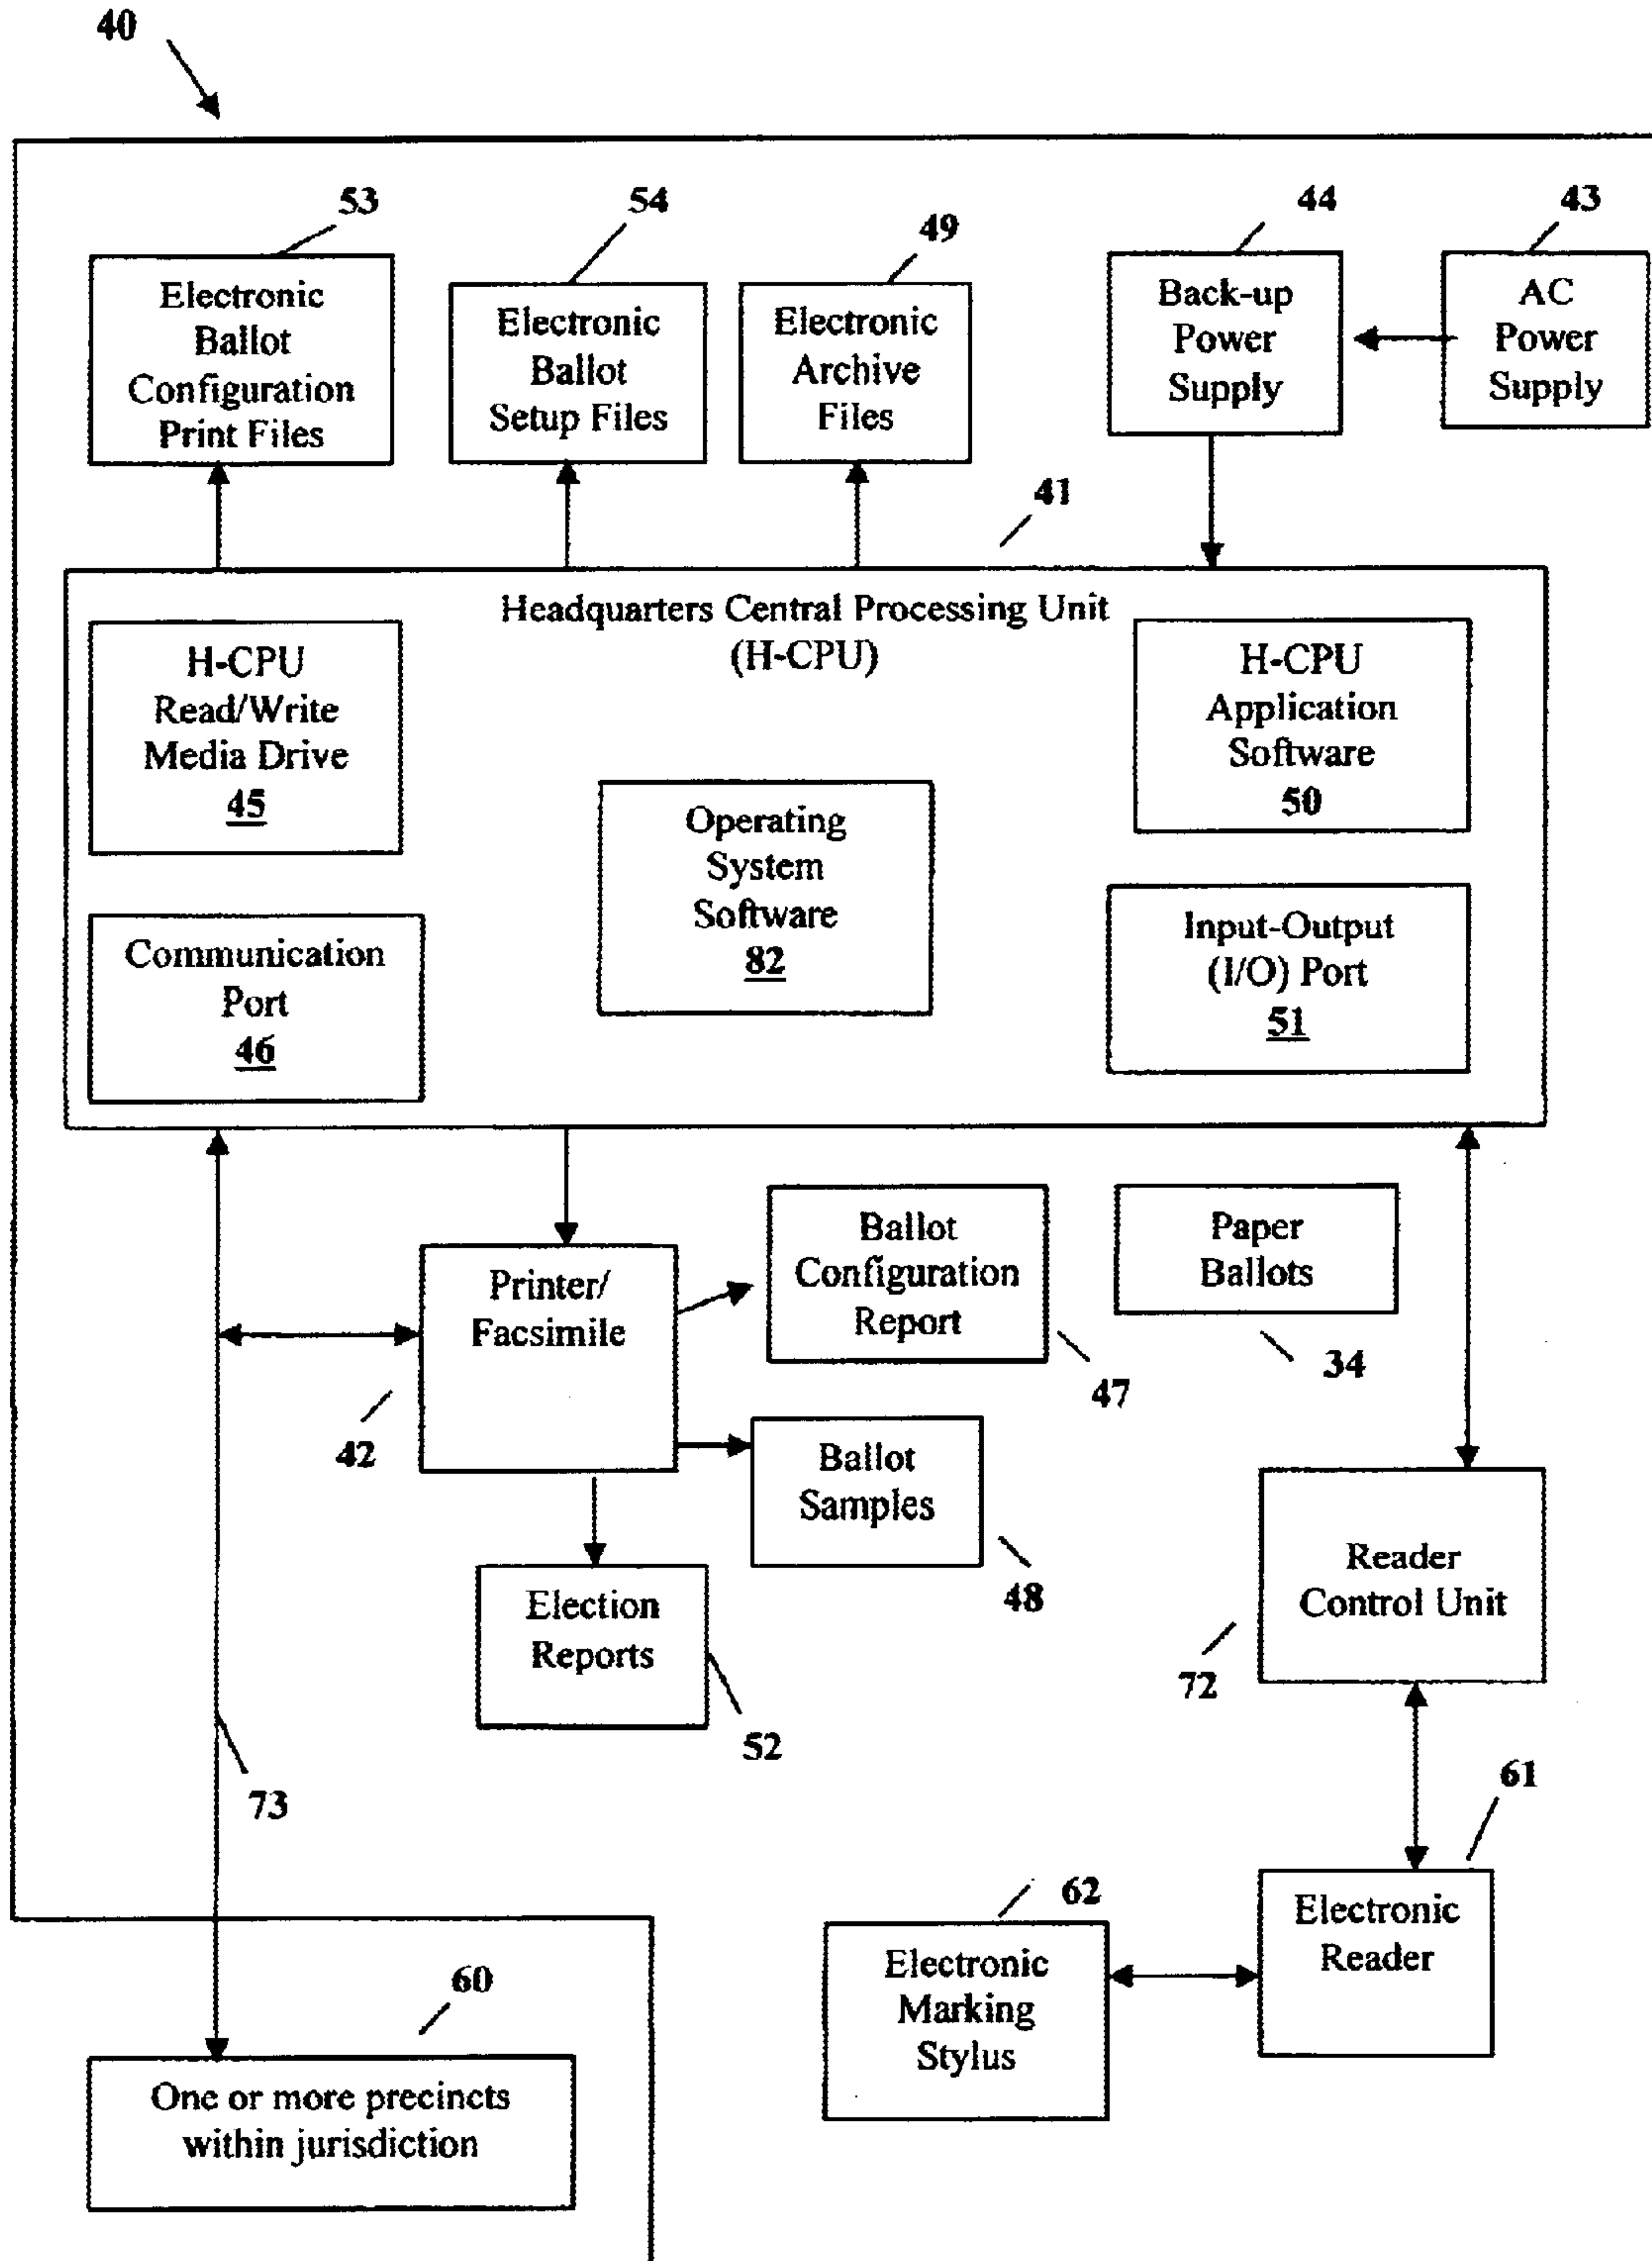 40
53
54
49
44
43
Electronic
Ballot
Configuration
Print Files
Electronic
Ballot
Setup Files
Electronic
Archive
Files
Back-up
Power
Supply
AC
Power
Supply
41
Headquarters Central Processing Unit
(H-CPU)
H-CPU
Read/Write
Media Drive
45
H-CPU
Application
Software
50
Operating
System
Software
82
Communication
Port
46
Input-Output
(I/O) Port
51
Printer/
Facsimile
42
Ballot
Configuration
Report
47
Paper
Ballots
34
Ballot
Samples
48
Election
Reports
52
Reader
Control Unit
72
73
61
62
Electronic
Reader
Electronic
Marking
Stylus
60
One or more precincts
within jurisdiction